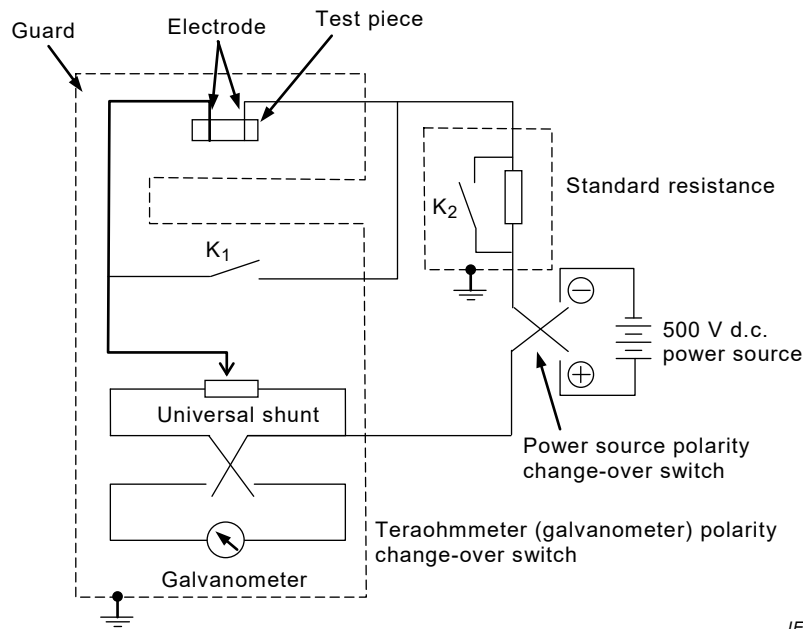 Guard
Electrode
Test piece
Standard resistance
K2
K1
500 V d.c.
power source
Universal shunt
Power source polarity
change-over switch
Teraohmmeter (galvanometer) polarity
change-over switch
Galvanometer